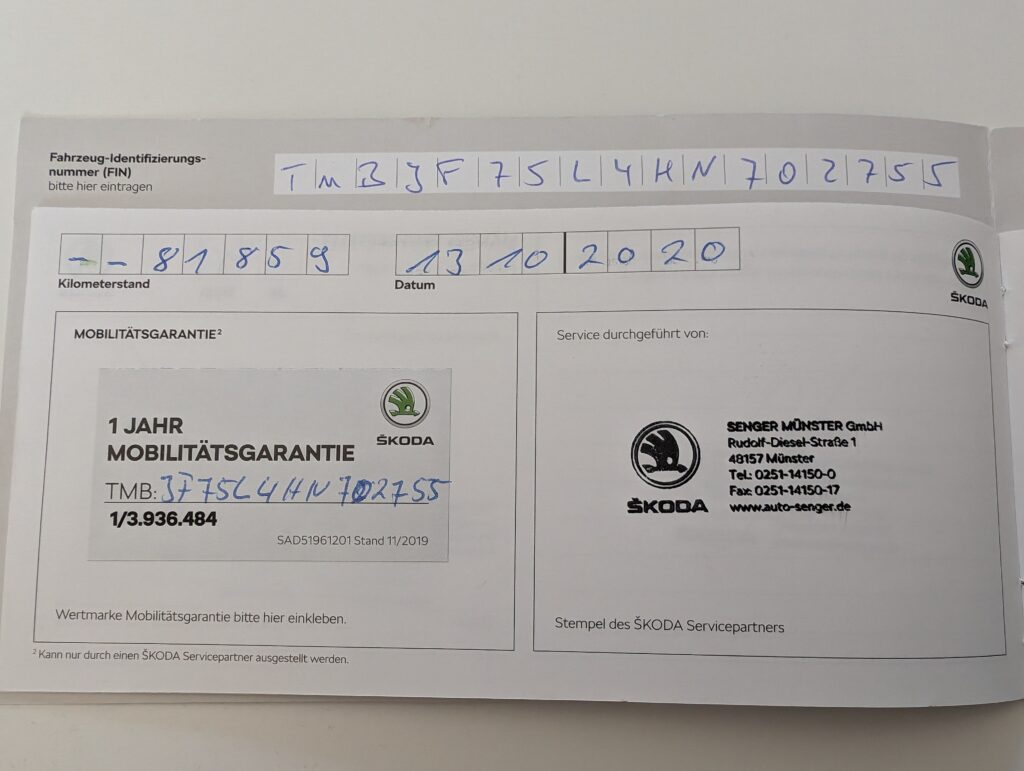 Fahrzeug-Identifizierungs-
nummer (FIN)
bitte hier eintragen
TMBJF75L4HN702755
--81859
Kilometerstand
13 10 2020
Datum
ŠKODA
MOBILITÄTSGARANTIE²
1 JAHR
MOBILITÄTSGARANTIE
ŠKODA
TMB: JF75L4HN702755
1/3.936.484
SAD51961201 Stand 11/2019
Wertmarke Mobilitätsgarantie bitte hier einkleben.
Service durchgeführt von:
ŠKODA
SENGER MÜNSTER GmbH
Rudolf-Diesel-Straße 1
48157 Münster
Tel.: 0251-14150-0
Fax: 0251-14150-17
www.auto-senger.de
Stempel des ŠKODA Servicepartners
² Kann nur durch einen ŠKODA Servicepartner ausgestellt werden.